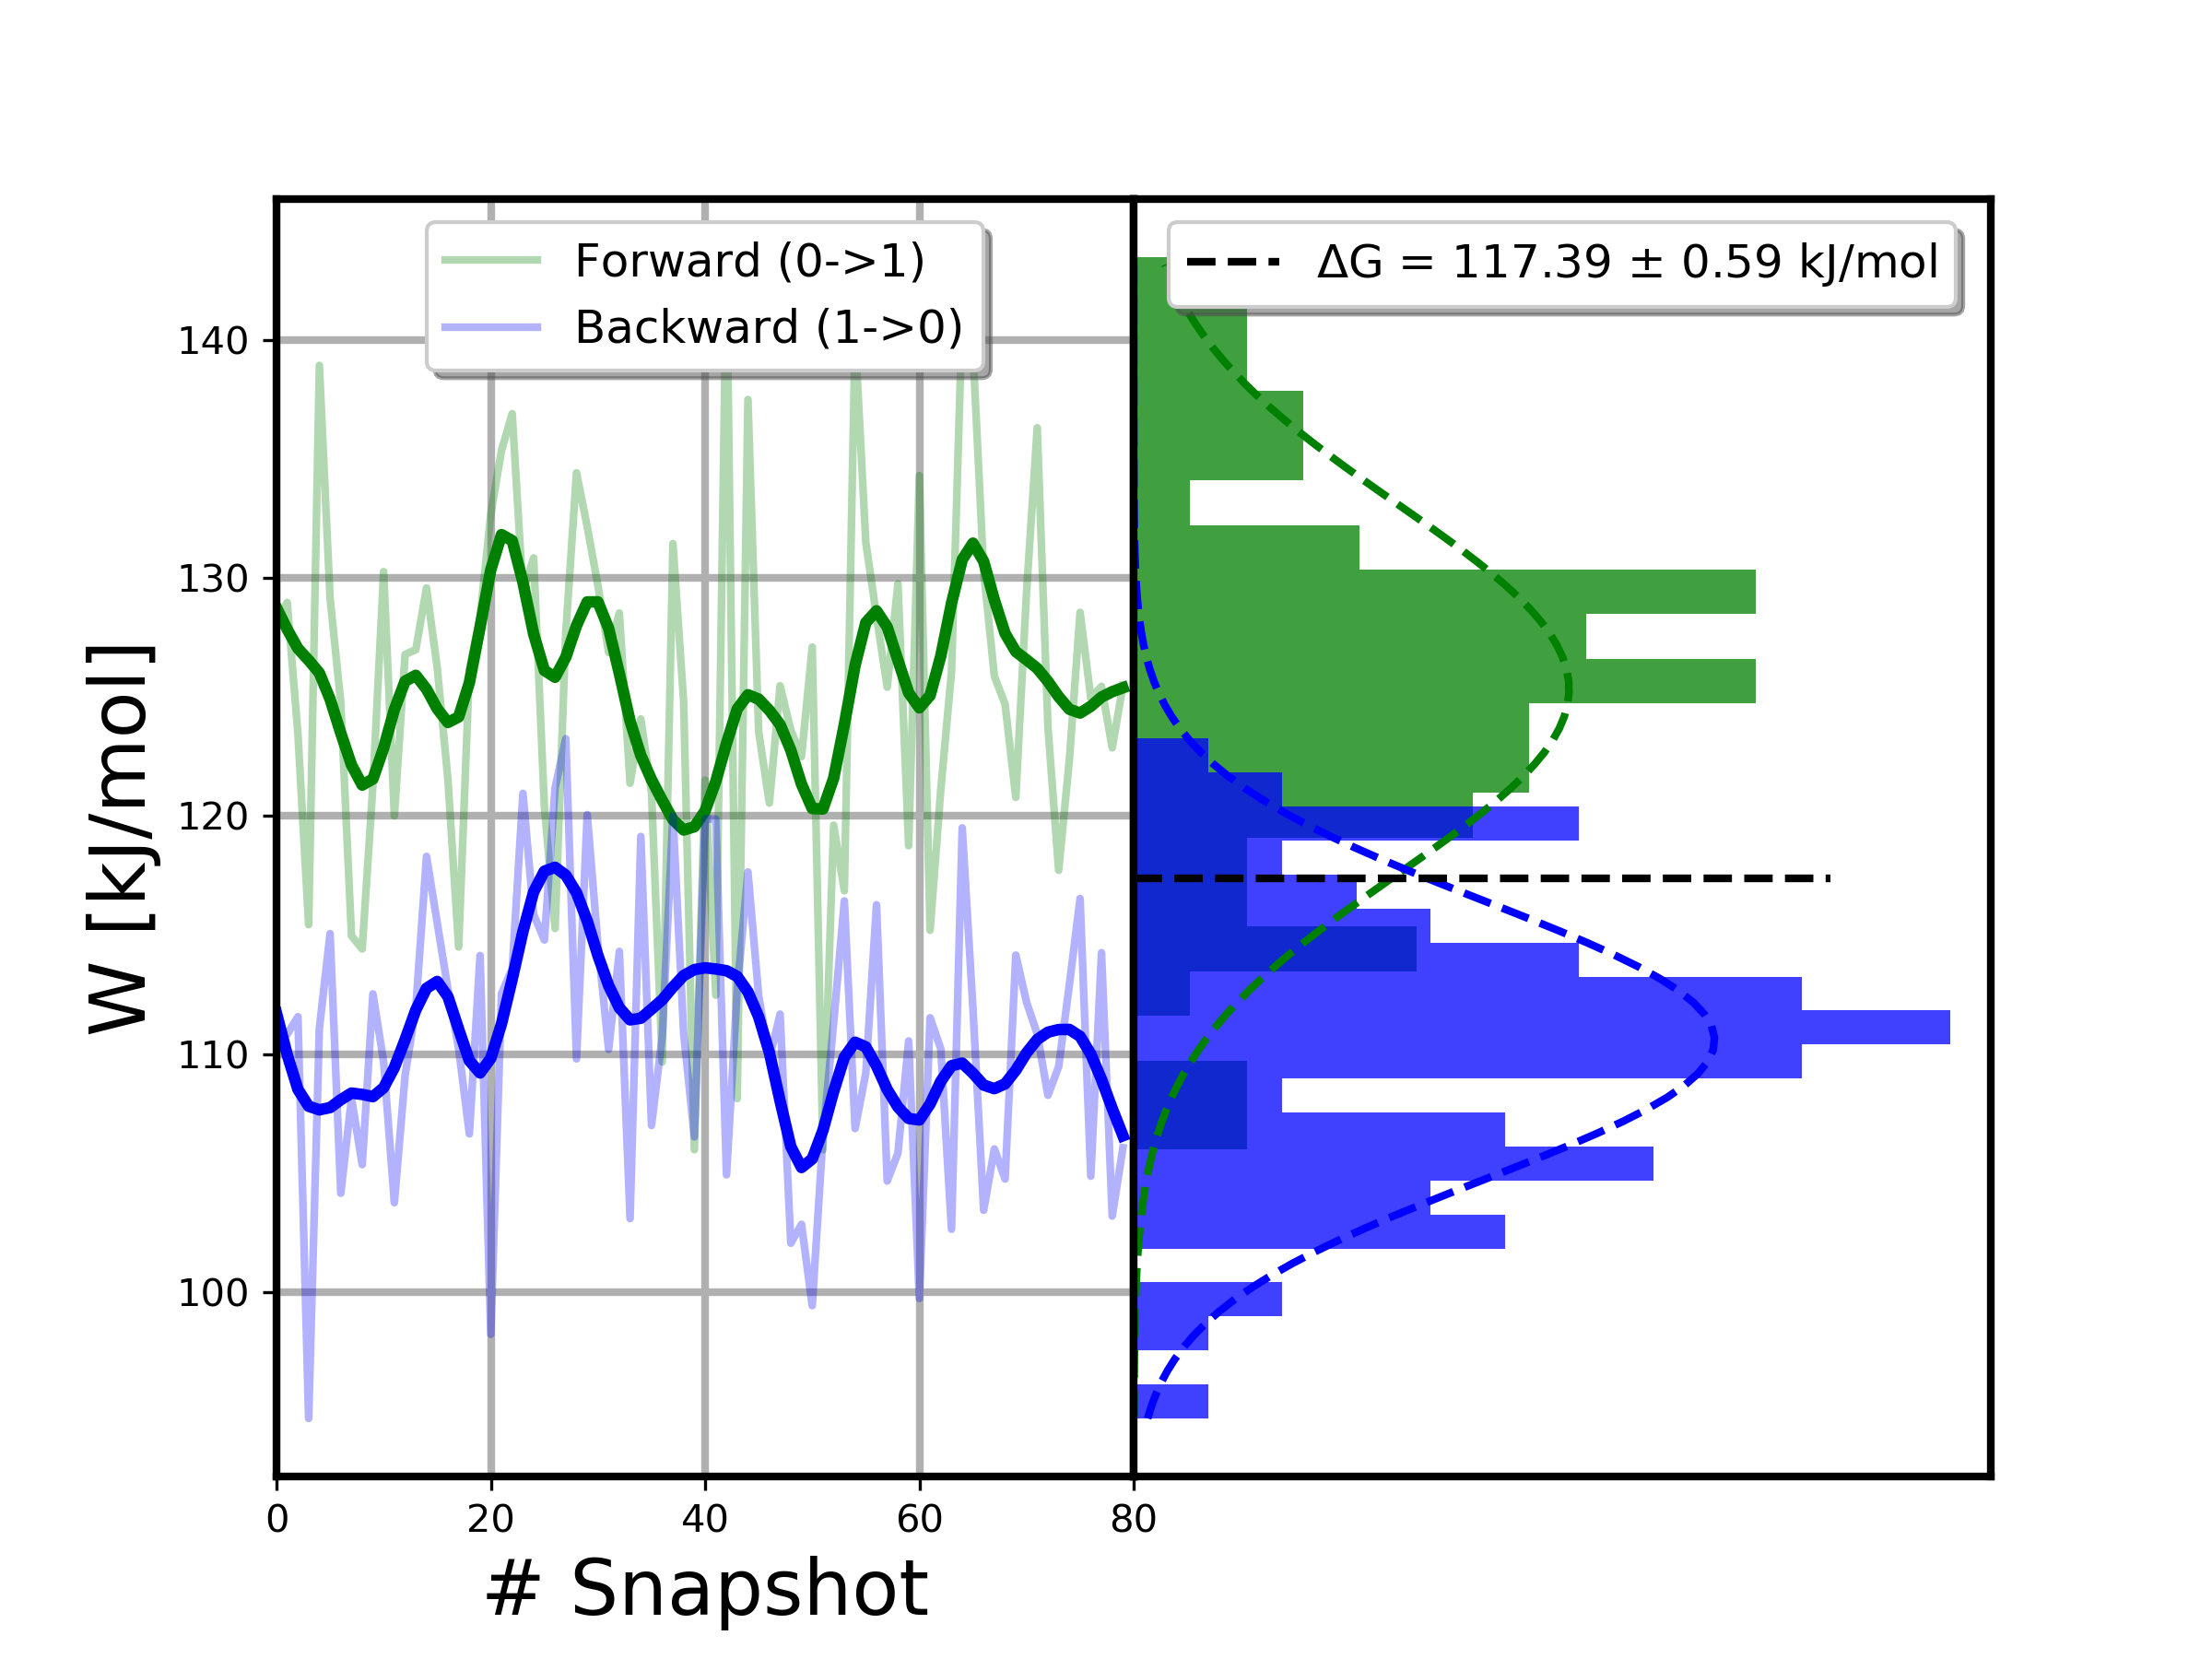 Forward (0->1)
Backward (1->0)
ΔG = 117.39 ± 0.59 kJ/mol
W [kJ/mol]
140
130
120
110
100
0 20 40 60 80
# Snapshot